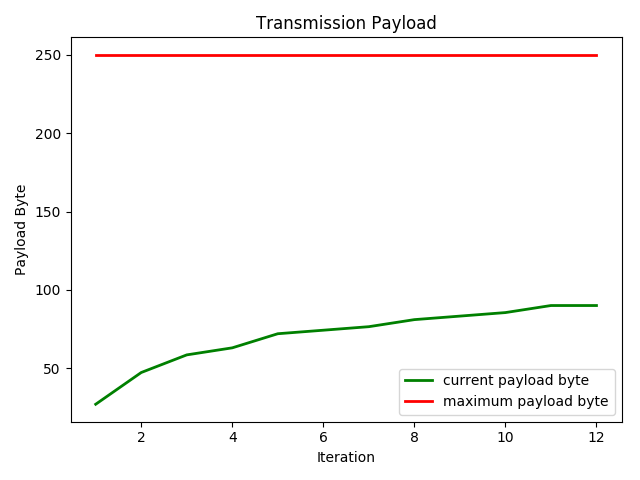 Transmission Payload
250
200
150
100
50
Payload Byte
2
4
6
8
10
12
Iteration
current payload byte
maximum payload byte